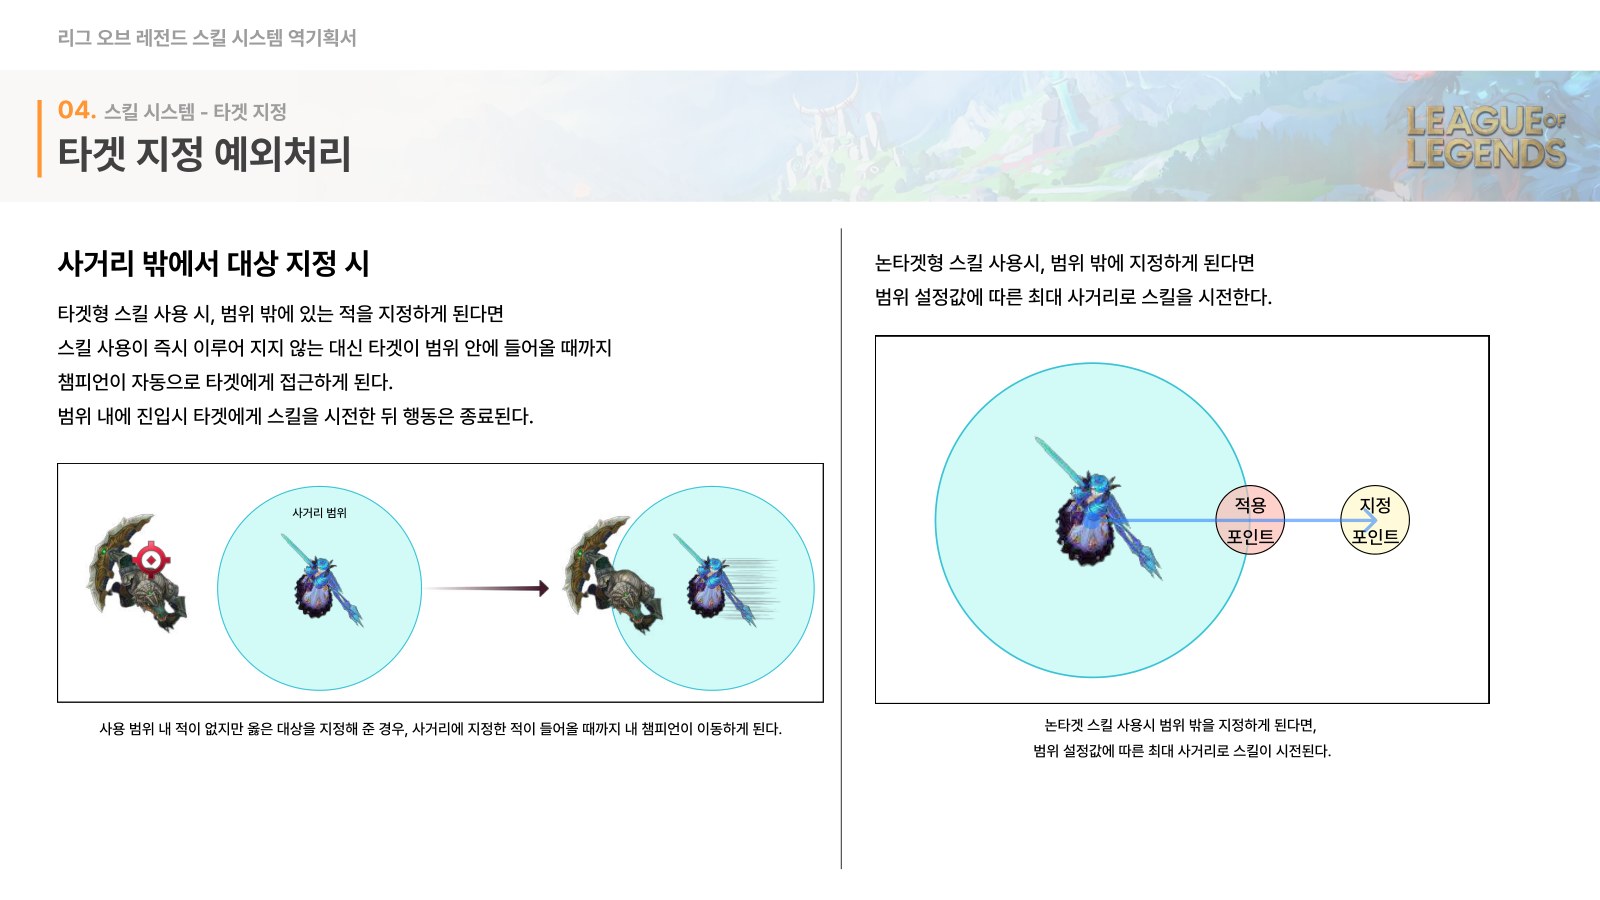 리그 오브 레전드 스킬 시스템 역기획서
04. 스킬 시스템 - 타겟 지정
타겟 지정 예외처리
LEAGUE OF
LEGENDS
사거리 밖에서 대상 지정 시
타겟형 스킬 사용 시, 범위 밖에 있는 적을 지정하게 된다면
스킬 사용이 즉시 이루어 지지 않는 대신 타겟이 범위 안에 들어올 때까지
챔피언이 자동으로 타겟에게 접근하게 된다.
범위 내에 진입시 타겟에게 스킬을 시전한 뒤 행동은 종료된다.
사거리 범위
사용 범위 내 적이 없지만 옳은 대상을 지정해 준 경우, 사거리에 지정한 적이 들어올 때까지 내 챔피언이 이동하게 된다.
논타겟형 스킬 사용시, 범위 밖에 지정하게 된다면
범위 설정값에 따른 최대 사거리로 스킬을 시전한다.
적용
포인트
지정
포인트
논타겟 스킬 사용시 범위 밖을 지정하게 된다면,
범위 설정값에 따른 최대 사거리로 스킬이 시전된다.